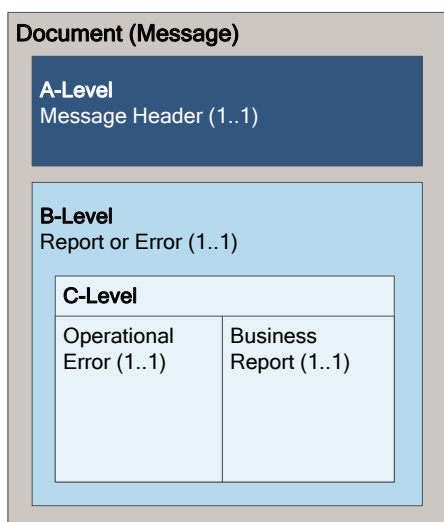 Document (Message)
A-Level
Message Header (1..1)
B-Level
Report or Error (1..1)
C-Level
Operational
Error (1..1)
Business
Report (1..1)